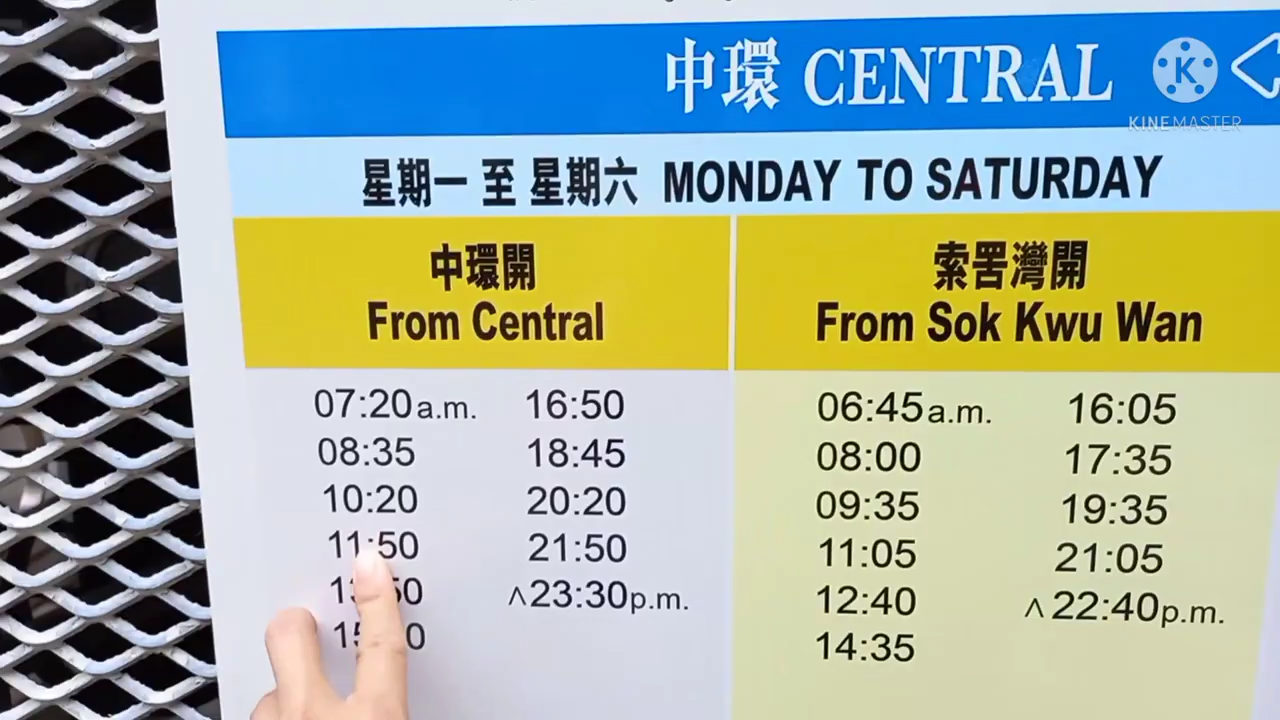 中環 CENTRAL
KINEMASTER
星期一 至 星期六 MONDAY TO SATURDAY
中環開
From Central
索罟灣開
From Sok Kwu Wan
07:20a.m. 16:50
08:35 18:45
10:20 20:20
11:50 21:50
^23:30p.m.
06:45a.m. 16:05
08:00 17:35
09:35 19:35
11:05 21:05
12:40 ^22:40p.m.
14:35